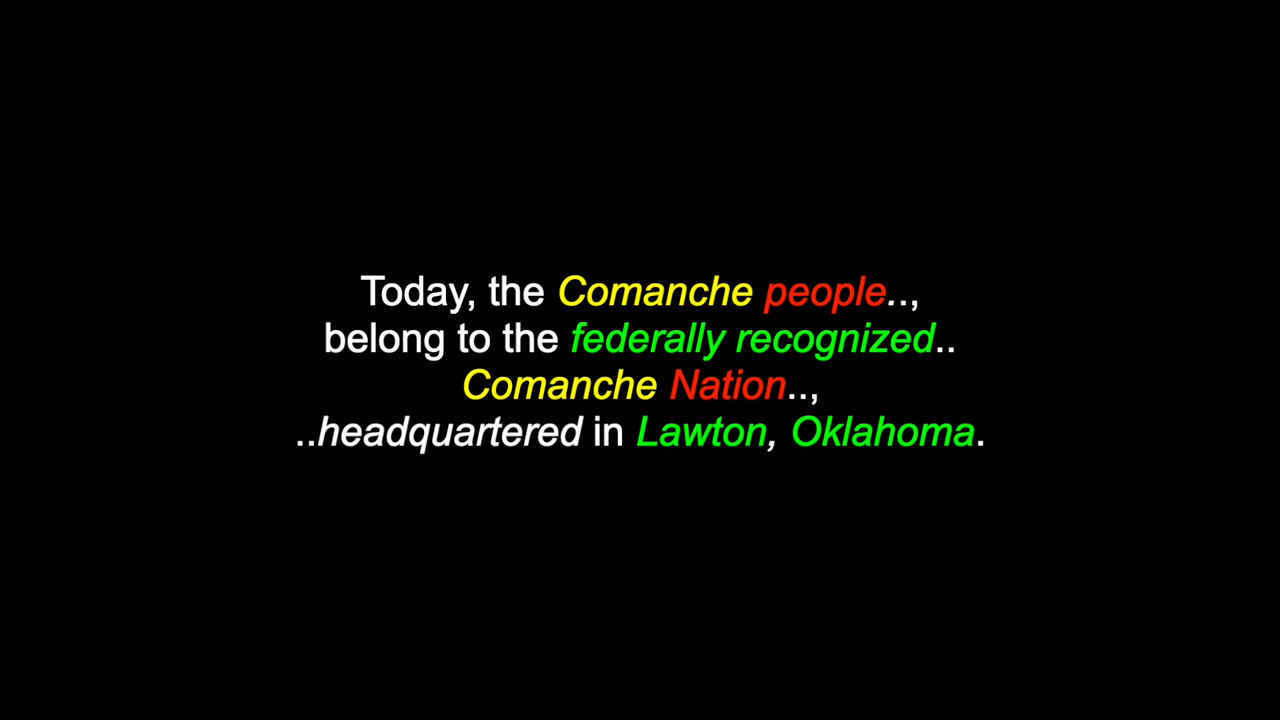 Today, the Comanche people..,
belong to the federally recognized..
Comanche Nation..,
..headquartered in Lawton, Oklahoma.